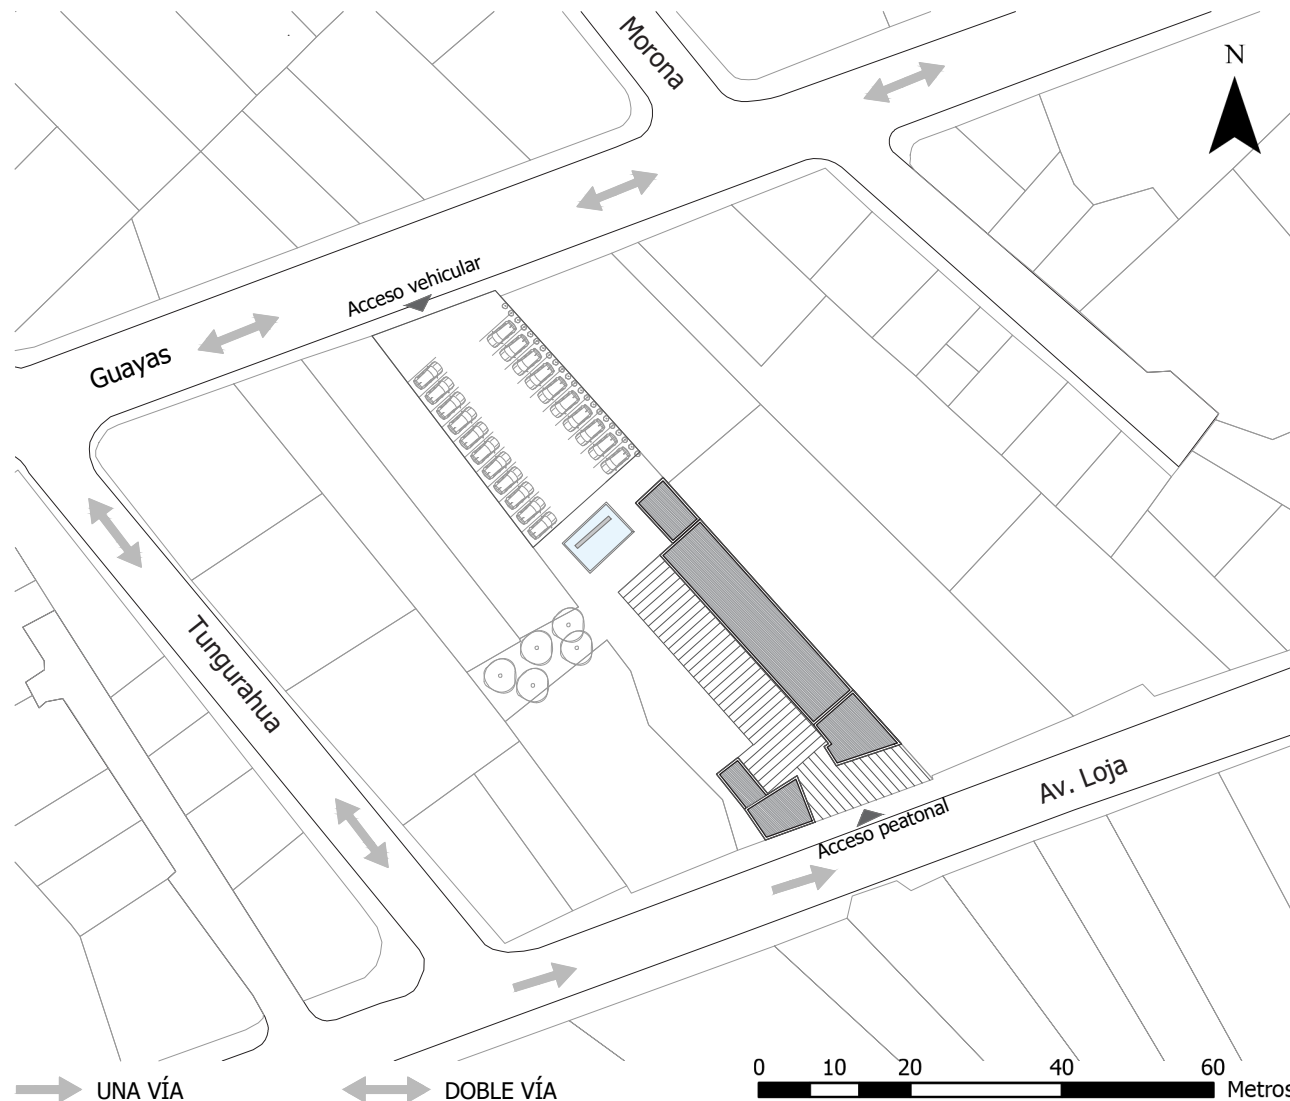 Morona
N
Acceso vehicular
Guayas
Tungurahua
Av. Loja
Acceso peatonal
0 10 20 40 60
Metros
UNA VÍA
DOBLE VÍA